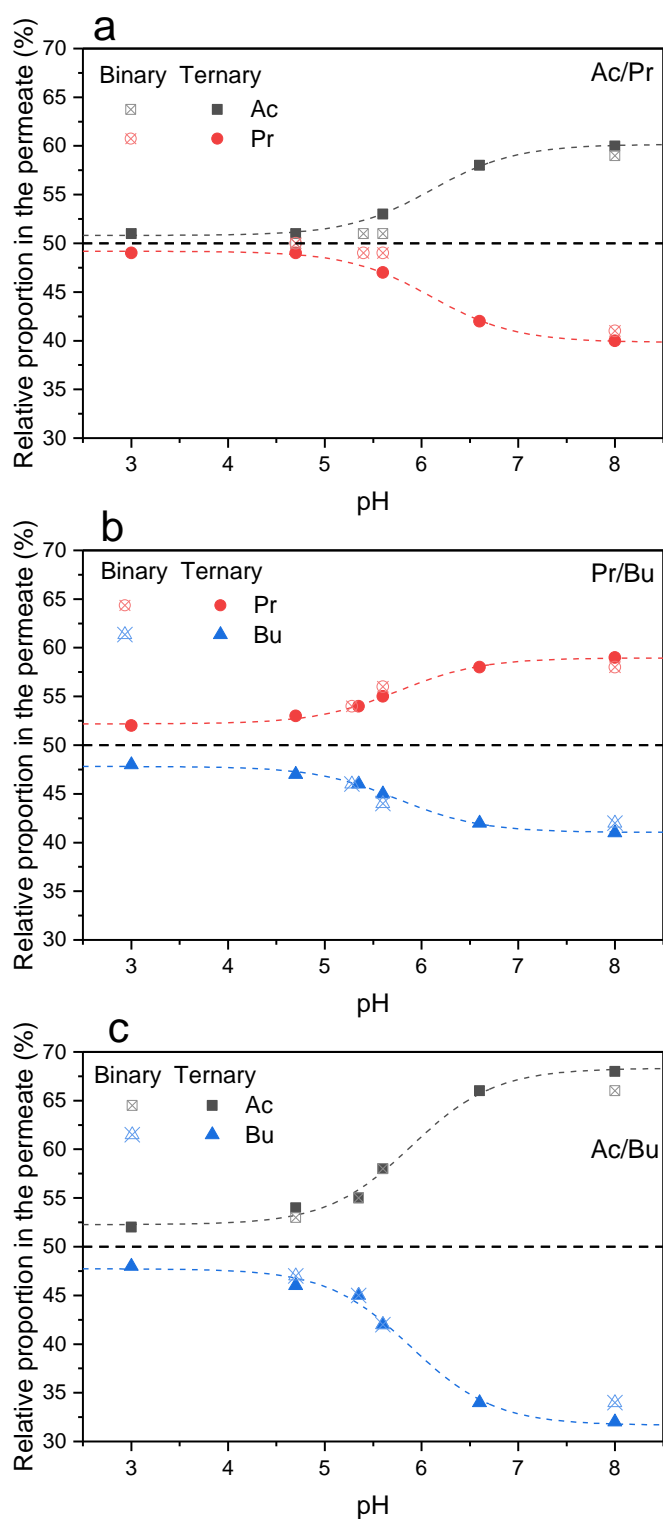 a
Relative proportion in the permeate (%)
70
65
60
55
50
45
40
35
30
Binary Ternary
Ac
Pr
Ac/Pr
3 4 5 6 7 8
pH
b
Relative proportion in the permeate (%)
70
65
60
55
50
45
40
35
30
Binary Ternary
Pr
Bu
Pr/Bu
3 4 5 6 7 8
pH
c
Relative proportion in the permeate (%)
70
65
60
55
50
45
40
35
30
Binary Ternary
Ac
Bu
Ac/Bu
3 4 5 6 7 8
pH